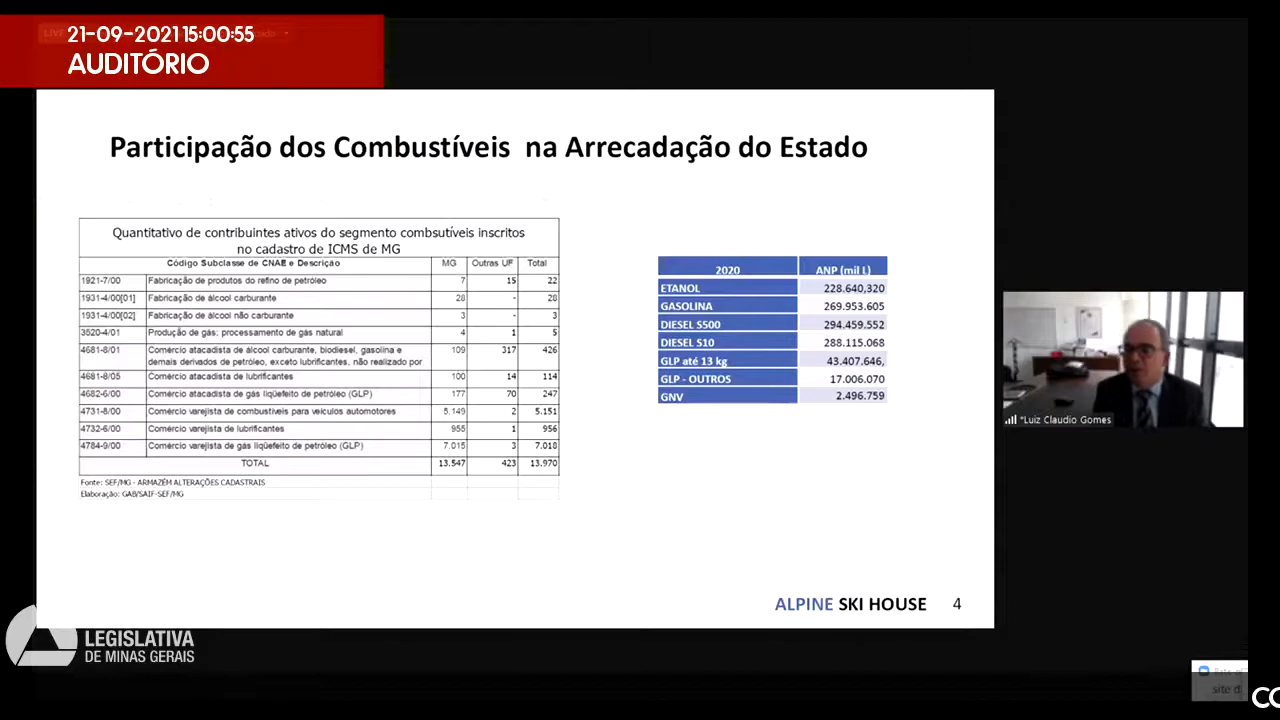 LIVE
21-09-2021 15:00:55
AUDITÓRIO
Participação dos Combustíveis na Arrecadação do Estado
Quantitativo de contribuintes ativos do segmento combsutíveis inscritos
no cadastro de ICMS de MG
Código Subclasse de CNAE e Descrição MG Outras UF Total
1921-7/00 Fabricação de produtos do refino de petróleo 7 15 22
1931-4/00[01] Fabricação de álcool carburante 28 - 28
1931-4/00[02] Fabricação de álcool não carburante 3 - 3
3520-4/01 Produção de gás; processamento de gás natural 4 1 5
4681-8/01 Comércio atacadista de álcool carburante, biodiesel, gasolina e 109 317 426
demais derivados de petróleo, exceto lubrificantes, não realizado por
4681-8/05 Comércio atacadista de lubrificantes 100 14 114
4682-6/00 Comércio atacadista de gás liqüefeito de petróleo (GLP) 177 70 247
4731-8/00 Comércio varejista de combustíveis para veículos automotores 5.149 2 5.151
4732-6/00 Comércio varejista de lubrificantes 955 1 956
4784-9/00 Comércio varejista de gás liqüefeito de petróleo (GLP) 7.015 3 7.018
TOTAL 13.547 423 13.970
Fonte: SEF/MG - ARMAZÉM ALTERAÇÕES CADASTRAIS
Elaboração: GAB/SAIF-SEF/MG
2020 ANP (mil L)
ETANOL 228.640,320
GASOLINA 269.953.605
DIESEL S500 294.459.552
DIESEL S10 288.115.068
GLP até 13 kg 43.407.646,
GLP - OUTROS 17.006.070
GNV 2.496.759
*Luiz Claudio Gomes
ALPINE SKI HOUSE 4
LEGISLATIVA
DE MINAS GERAIS
site d
CO